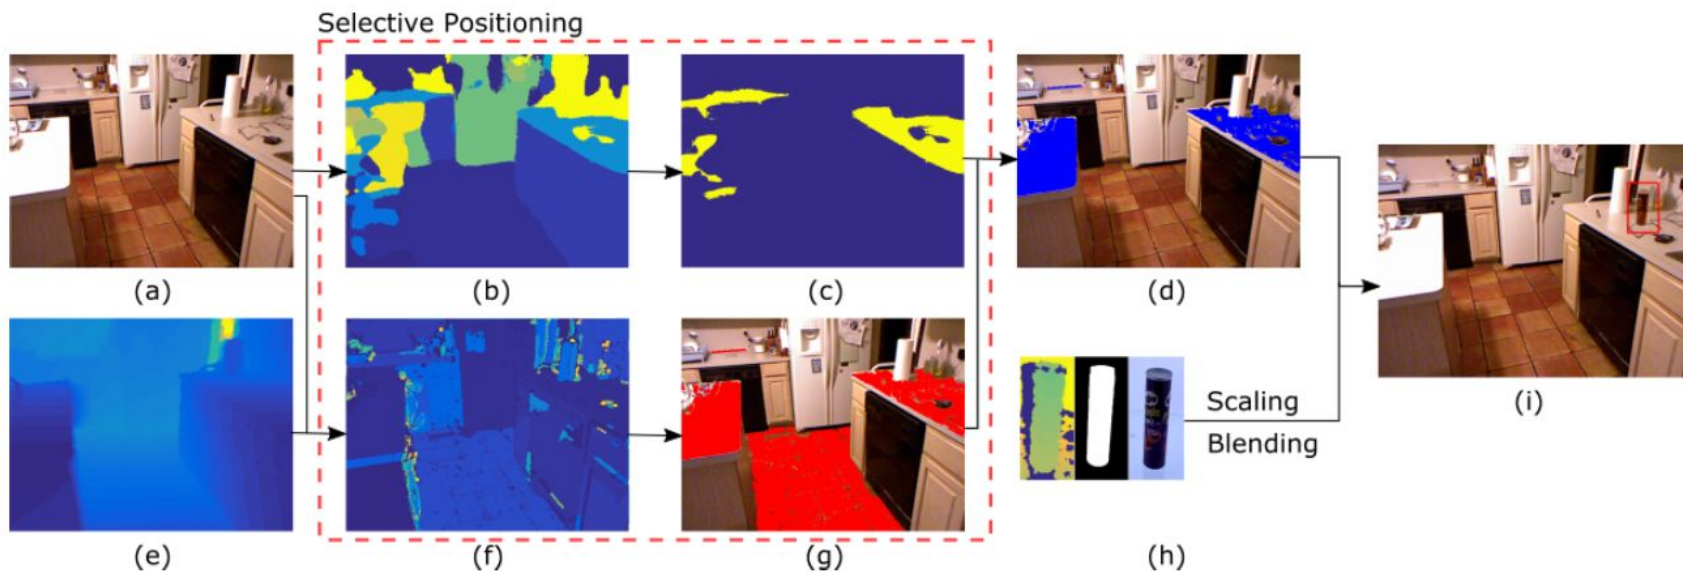 Selective Positioning
(a)
(b)
(c)
(d)
(e)
(f)
(g)
(h)
Scaling
Blending
(i)